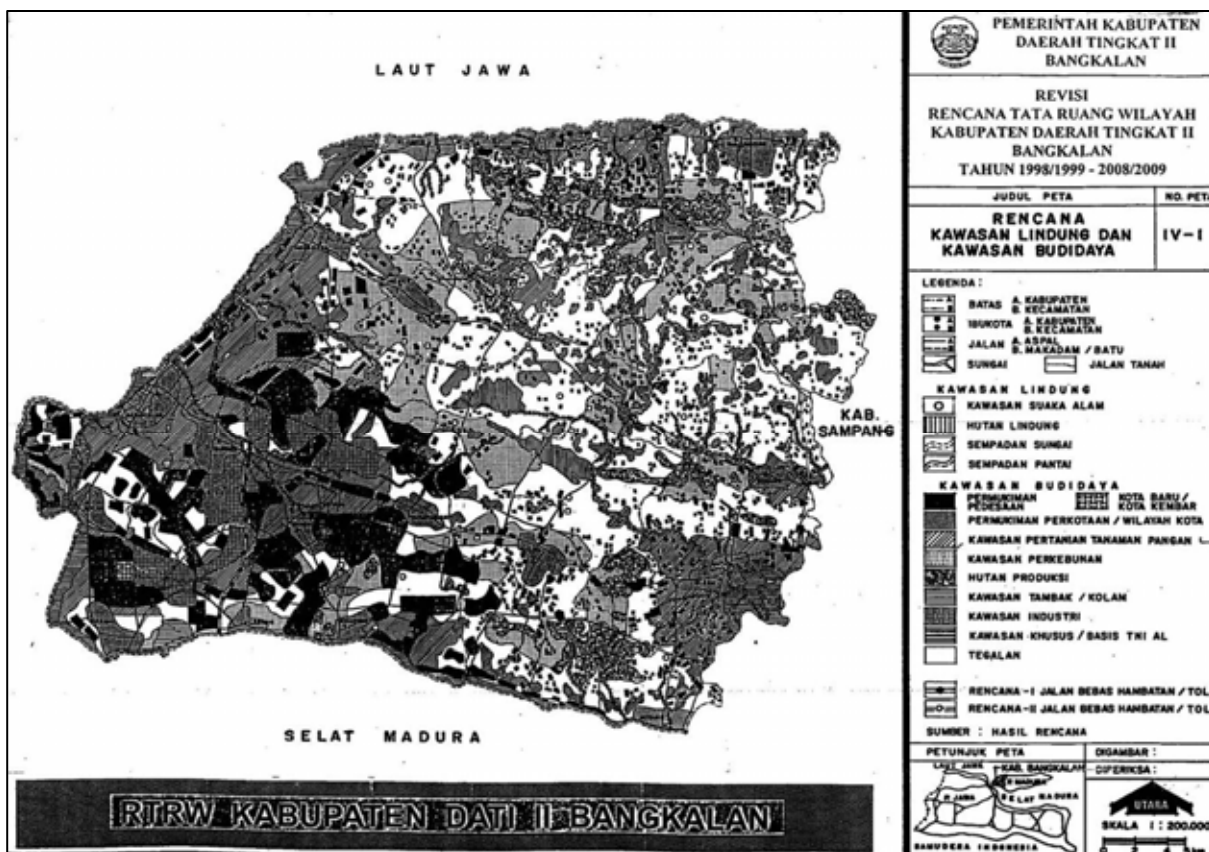 LAUT JAWA
KAB.
SAMPANG
SELAT MADURA
RTRW KABUPATEN DATI II BANGKALAN
PEMERINTAH KABUPATEN
DAERAH TINGKAT II
BANGKALAN
REVISI
RENCANA TATA RUANG WILAYAH
KABUPATEN DAERAH TINGKAT II
BANGKALAN
TAHUN 1998/1999 - 2008/2009
JUDUL PETA
NO. PETA
RENCANA
KAWASAN LINDUNG DAN
KAWASAN BUDIDAYA
IV-I
LEGENDA :
BATAS A. KABUPATEN
B. KECAMATAN
IBUKOTA A. KABUPATEN
B. KECAMATAN
JALAN A. ASPAL
B. MAKADAM / BATU
SUNGAI JALAN TANAH
KAWASAN LINDUNG
KAWASAN SUAKA ALAM
HUTAN LINDUNG
SEMPADAN SUNGAI
SEMPADAN PANTAI
KAWASAN BUDIDAYA
PERMUKIMAN
PEDESAAN
KOTA BARU /
KOTA KEMBAR
PERMUKIMAN PERKOTAAN / WILAYAH KOTA
KAWASAN PERTANIAN TANAMAN PANGAN
KAWASAN PERKEBUNAN
HUTAN PRODUKSI
KAWASAN TAMBAK / KOLAM
KAWASAN INDUSTRI
KAWASAN KHUSUS / BASIS TNI AL
TEGALAN
RENCANA-I JALAN BEBAS HAMBATAN / TOL
RENCANA-II JALAN BEBAS HAMBATAN / TOL
SUMBER : HASIL RENCANA
PETUNJUK PETA
LAUT JAWA
KAB. BANGKALAN
P. MADURA
P. JAWA
SELAT MADURA
SAMUDERA INDONESIA
DIGAMBAR :
DIPERIKSA :
UTARA
SKALA 1 : 200.000